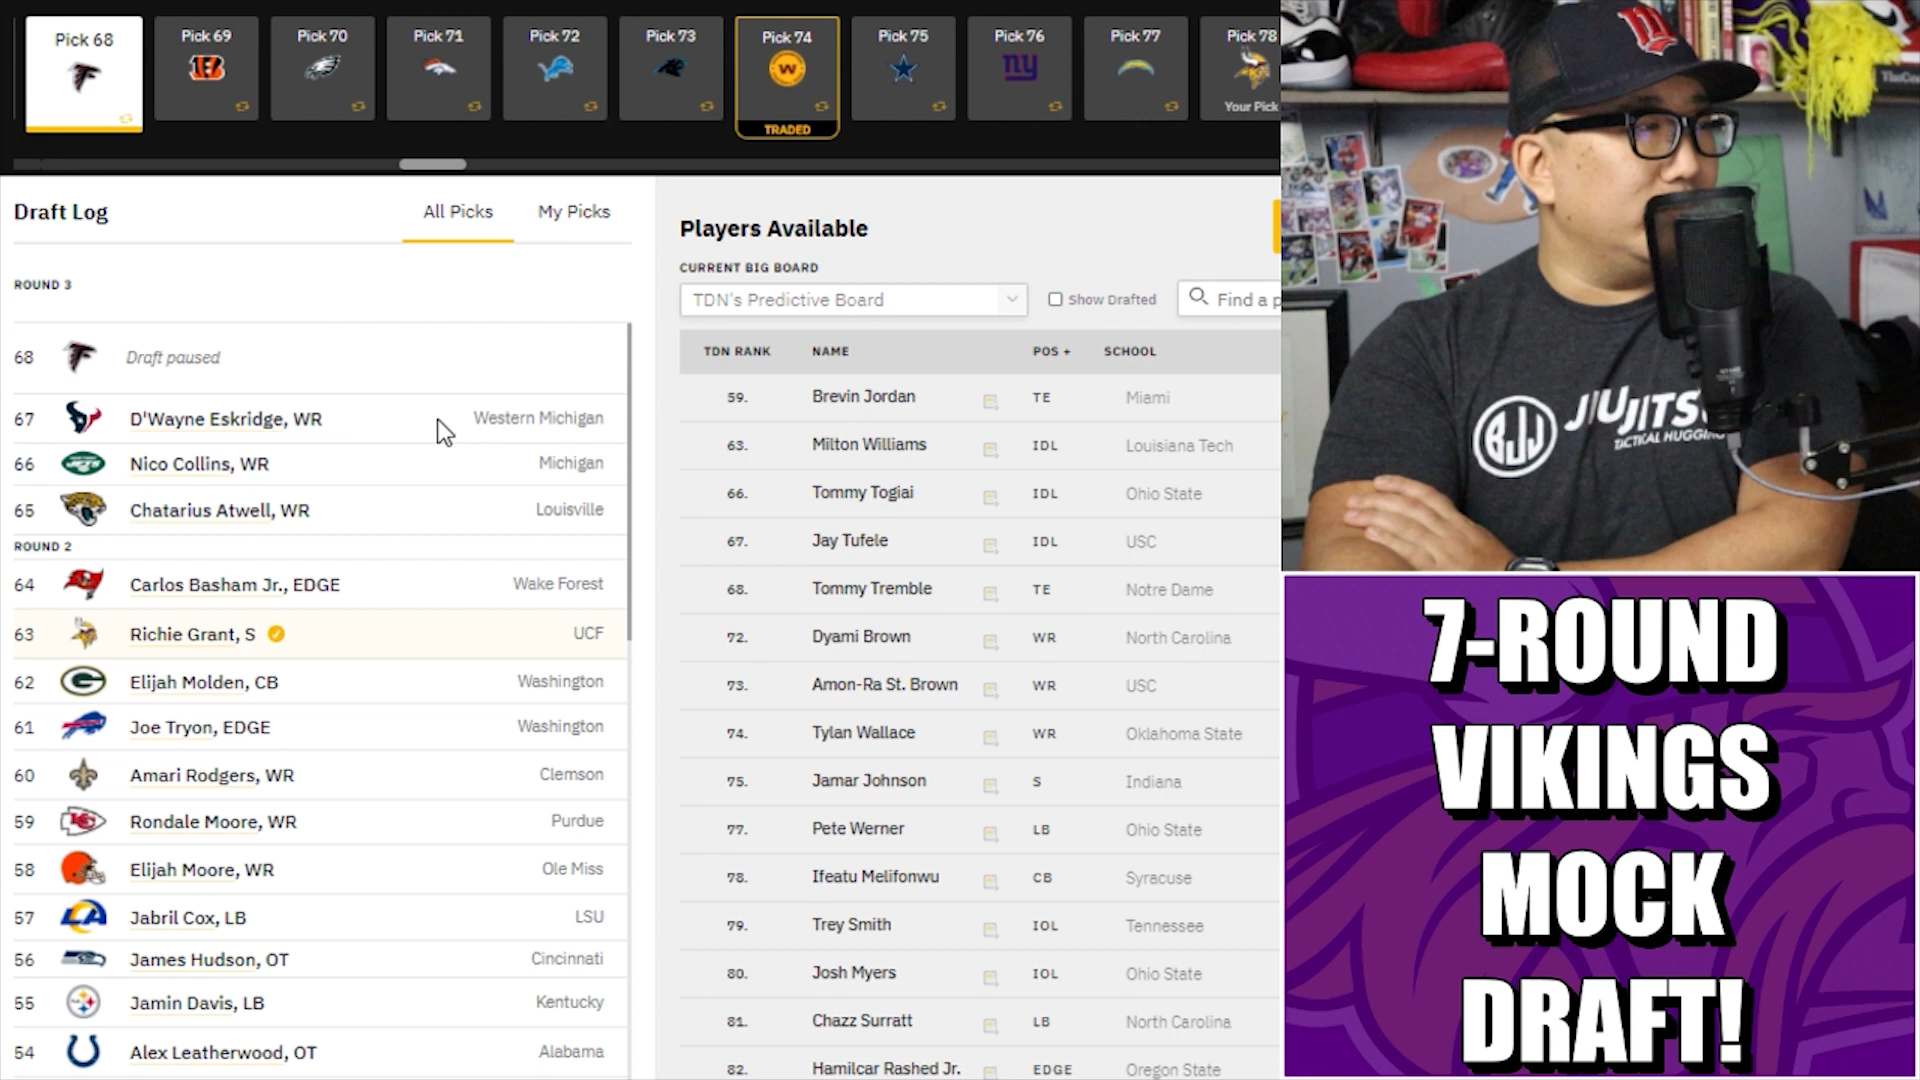 Pick 68
Pick 69
Pick 70
Pick 71
Pick 72
Pick 73
Pick 74
TRADED
Pick 75
Pick 76
ny
Pick 77
Pick 78
Your Pick
Draft Log
All Picks
My Picks
ROUND 3
68 Draft paused
67 D'Wayne Eskridge, WR Western Michigan
66 Nico Collins, WR Michigan
65 Chatarius Atwell, WR Louisville
ROUND 2
64 Carlos Basham Jr., EDGE Wake Forest
63 Richie Grant, S UCF
62 Elijah Molden, CB Washington
61 Joe Tryon, EDGE Washington
60 Amari Rodgers, WR Clemson
59 Rondale Moore, WR Purdue
58 Elijah Moore, WR Ole Miss
57 Jabril Cox, LB LSU
56 James Hudson, OT Cincinnati
55 Jamin Davis, LB Kentucky
54 Alex Leatherwood, OT Alabama
Players Available
CURRENT BIG BOARD
TDN's Predictive Board
Show Drafted
Find a p
TDN RANK NAME POS + SCHOOL
59. Brevin Jordan TE Miami
63. Milton Williams IDL Louisiana Tech
66. Tommy Togiai IDL Ohio State
67. Jay Tufele IDL USC
68. Tommy Tremble TE Notre Dame
72. Dyami Brown WR North Carolina
73. Amon-Ra St. Brown WR USC
74. Tylan Wallace WR Oklahoma State
75. Jamar Johnson S Indiana
77. Pete Werner LB Ohio State
78. Ifeatu Melifonwu CB Syracuse
79. Trey Smith IOL Tennessee
80. Josh Myers IOL Ohio State
81. Chazz Surratt LB North Carolina
82. Hamilcar Rashed Jr. EDGE Oregon State
BJJ JIUJITS
TACTICAL HUGGING
7-ROUND
VIKINGS
MOCK
DRAFT!